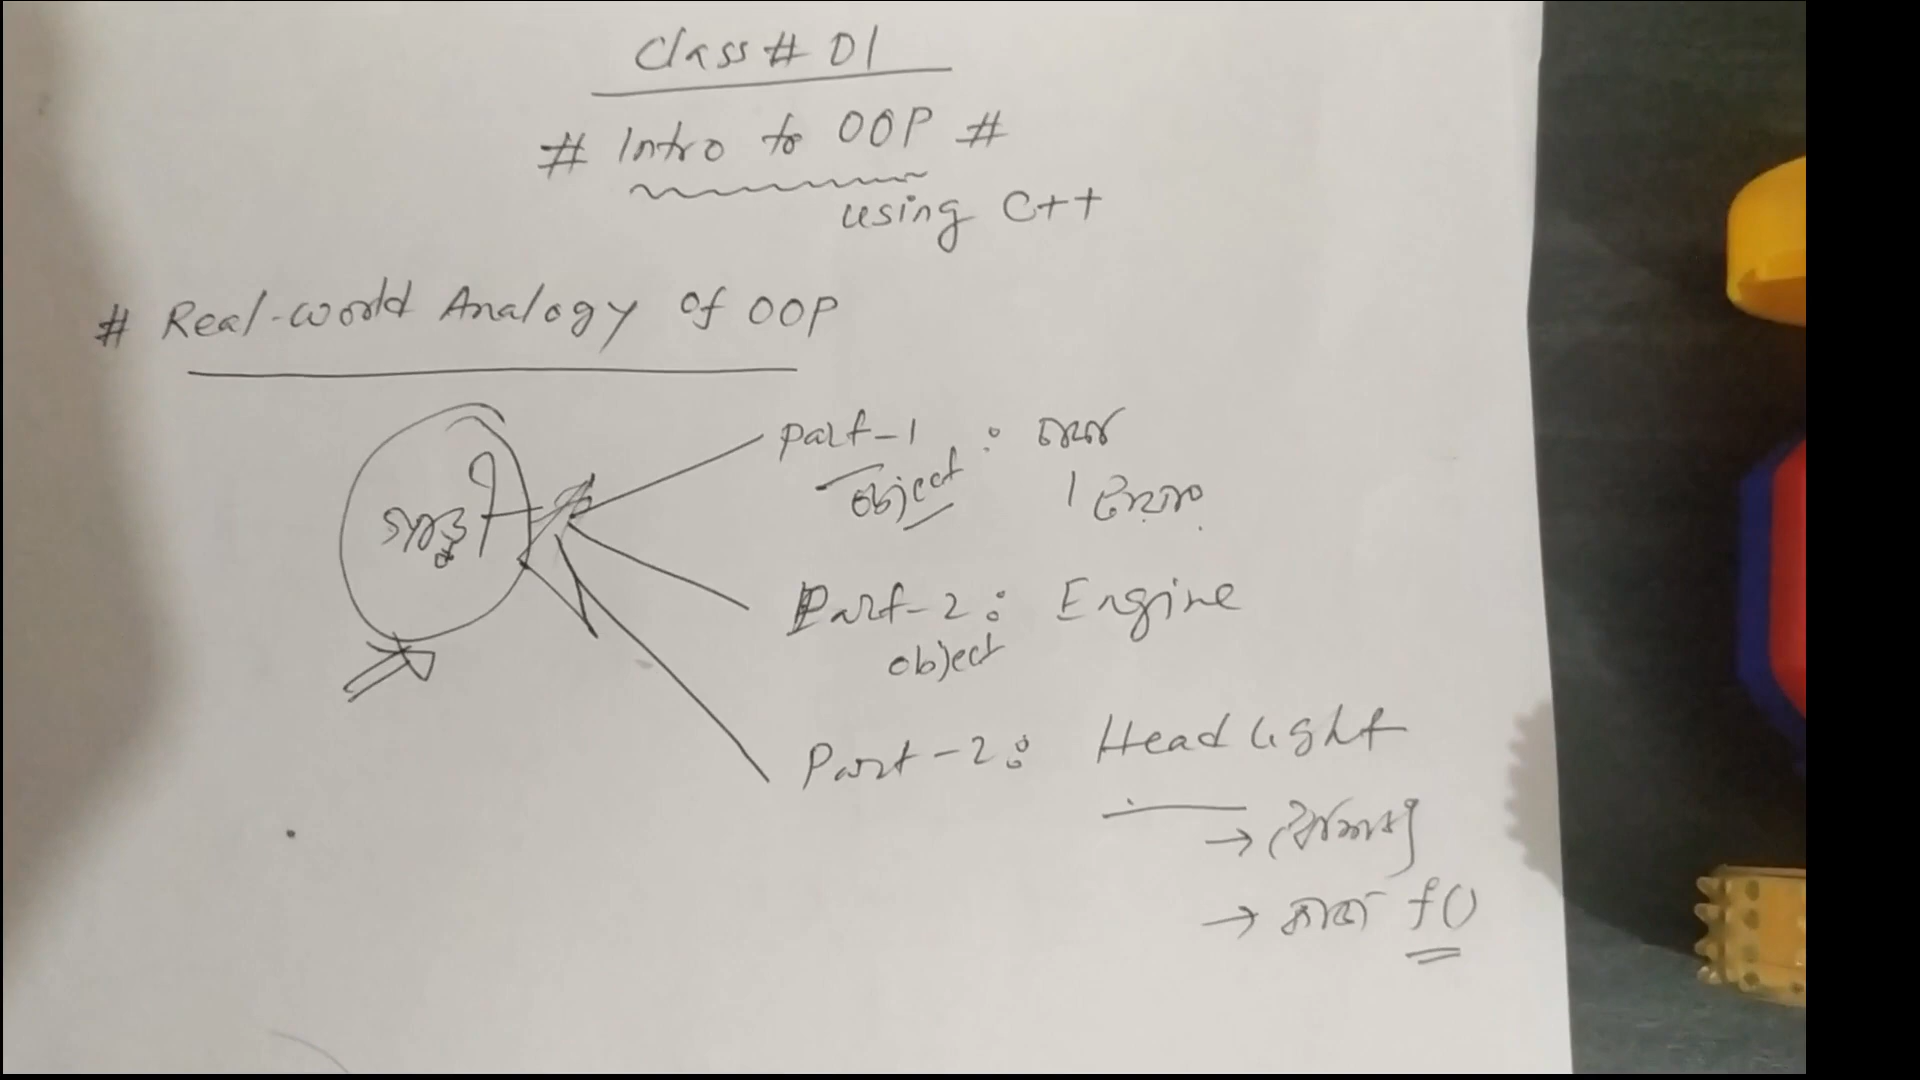 Class # 01
# Intro to OOP #
using C++
# Real-world Analogy of OOP
Part-1 :
object
Part-2 : Engine
object
Part-2 : Head light
→
→ কাজ f()